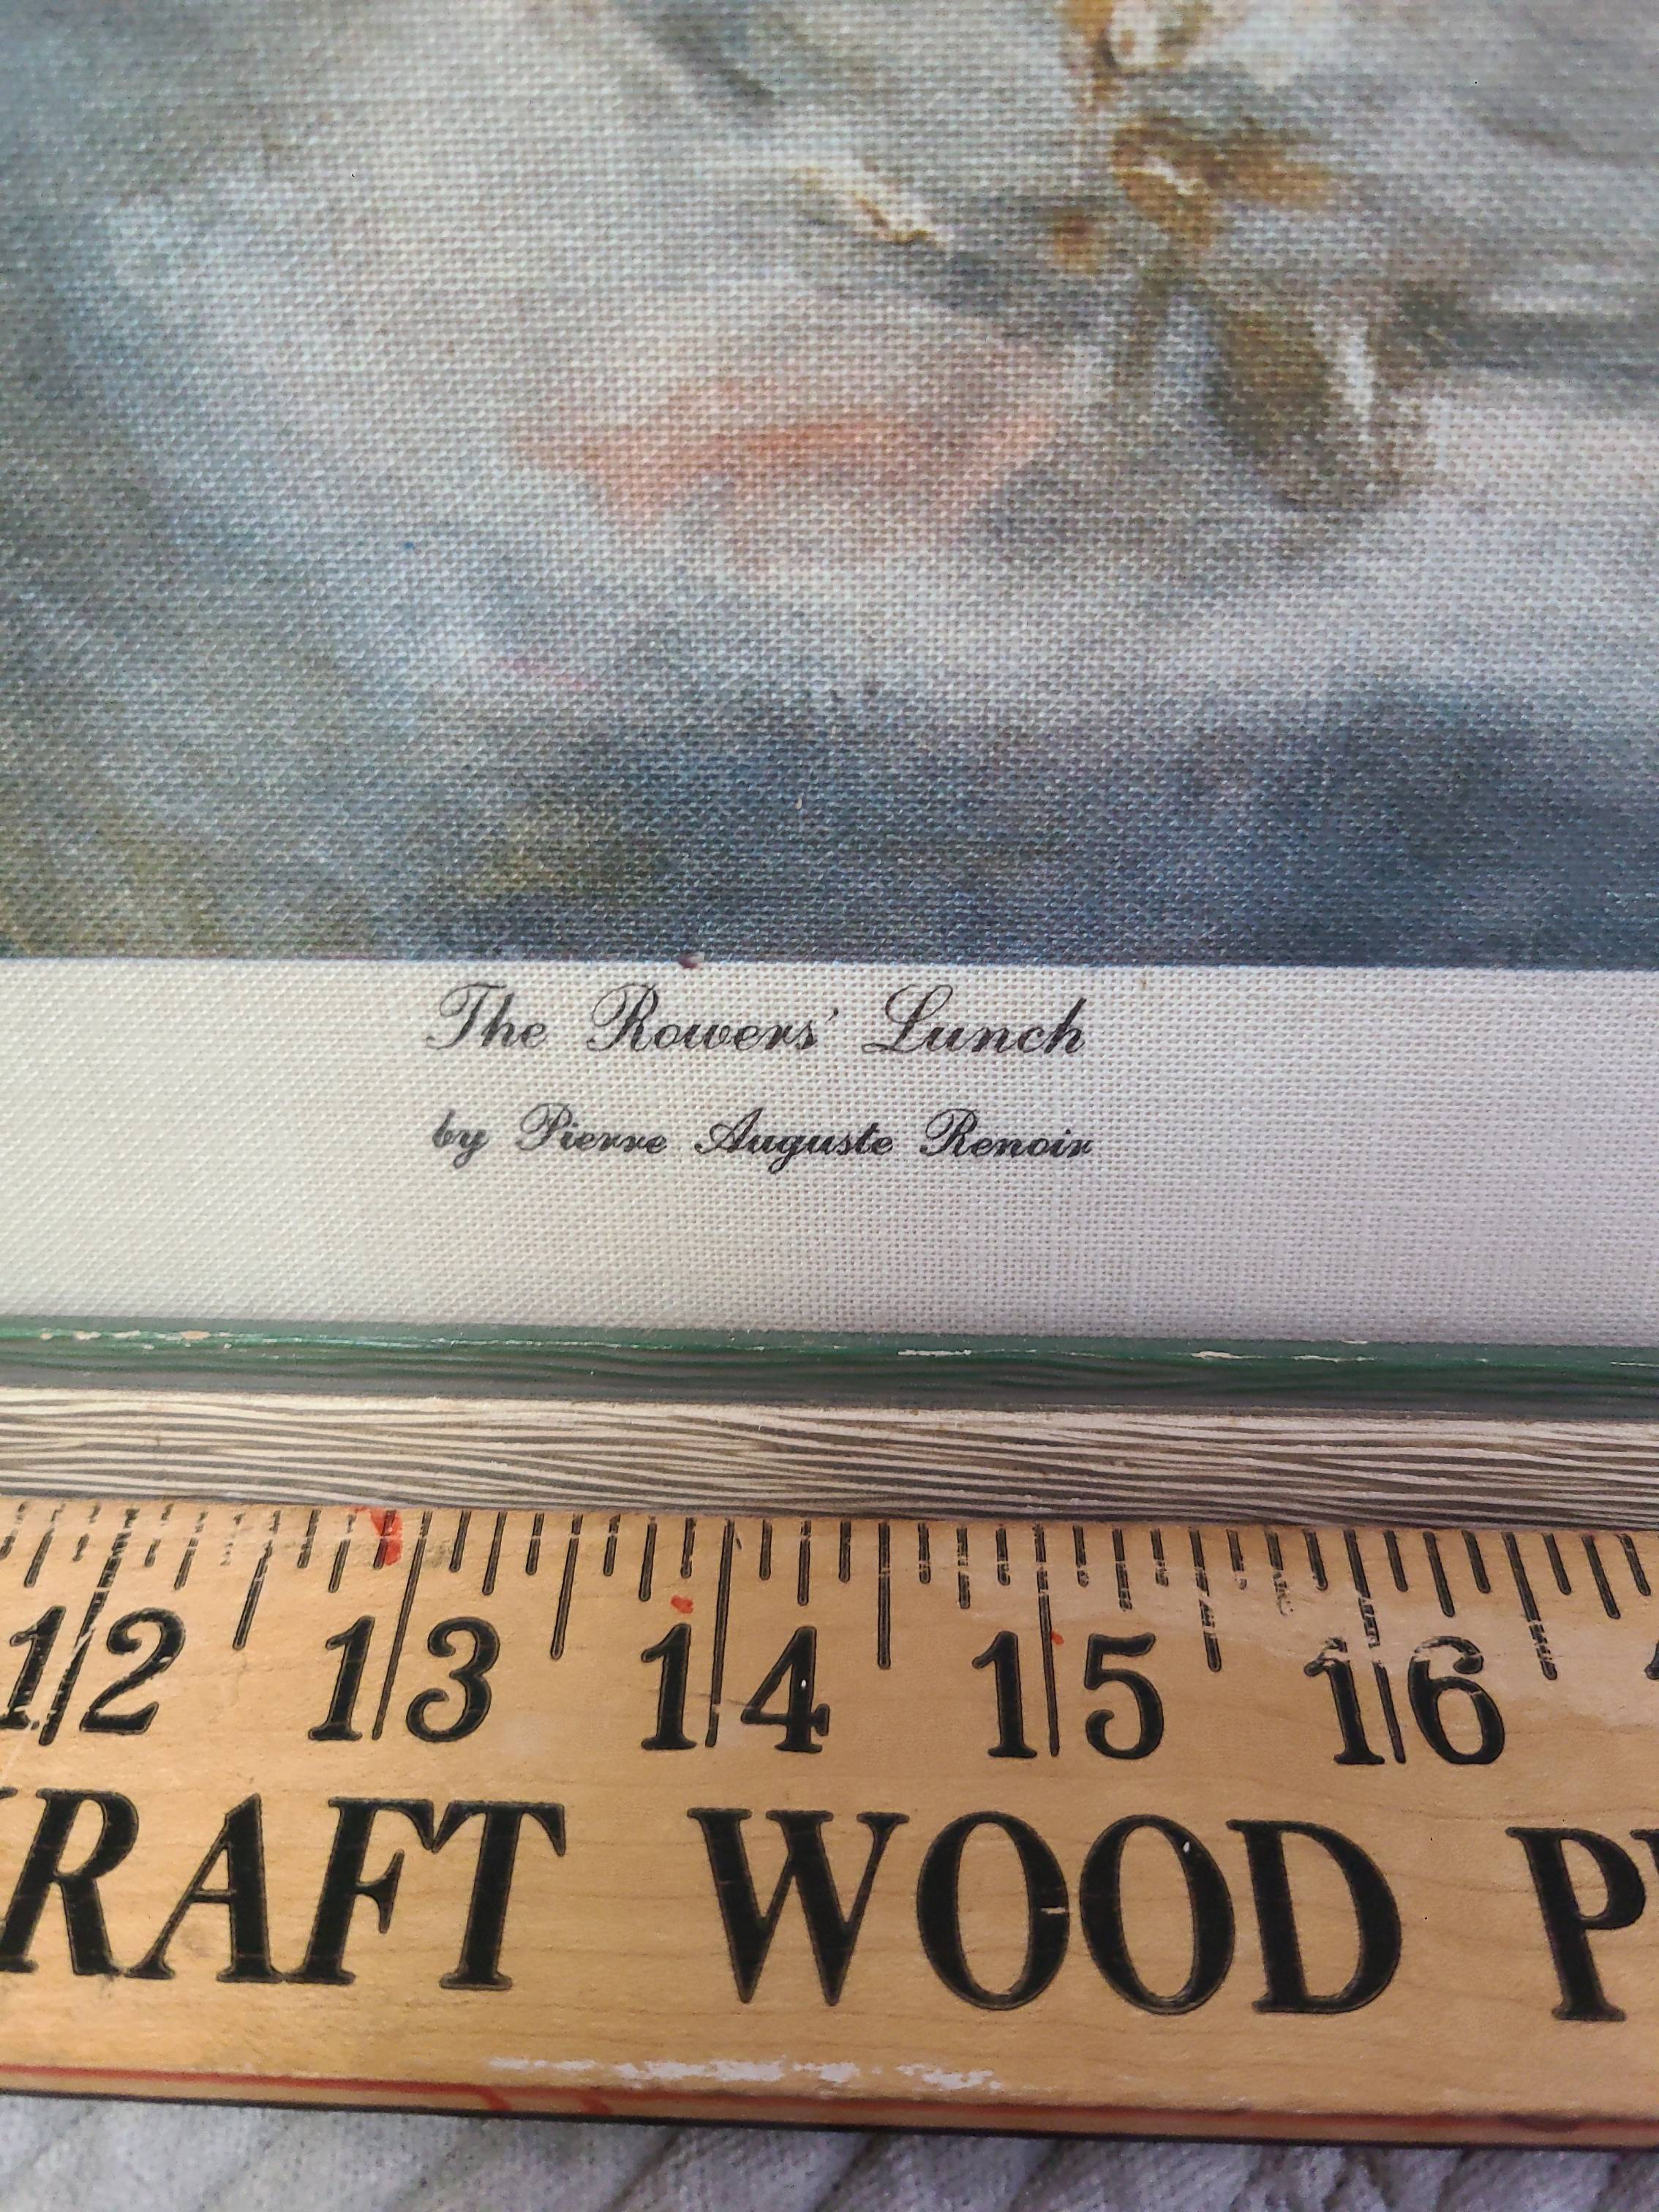 The Rowers' Lunch
by Pierre Auguste Renoir
12 13 14 15 16
RAFT WOOD P